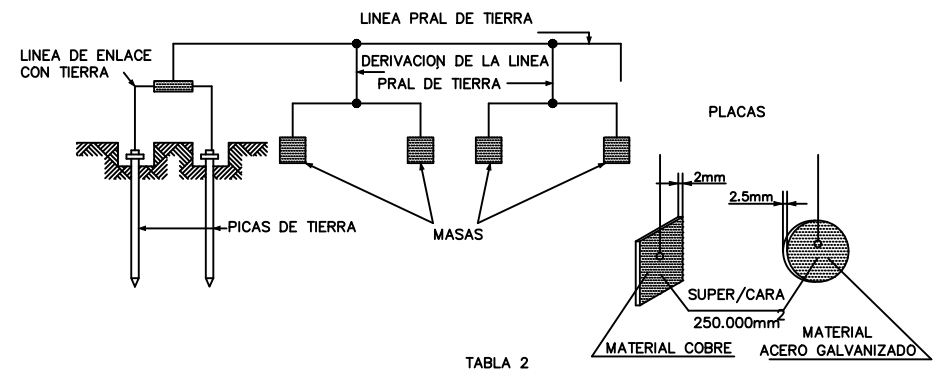 LINEA PRAL DE TIERRA
LINEA DE ENLACE
CON TIERRA
DERIVACION DE LA LINEA
PRAL DE TIERRA
PLACAS
2mm
2.5mm
PICAS DE TIERRA
MASAS
SUPER/CARA
250.000mm2
MATERIAL COBRE
MATERIAL
ACERO GALVANIZADO
TABLA 2